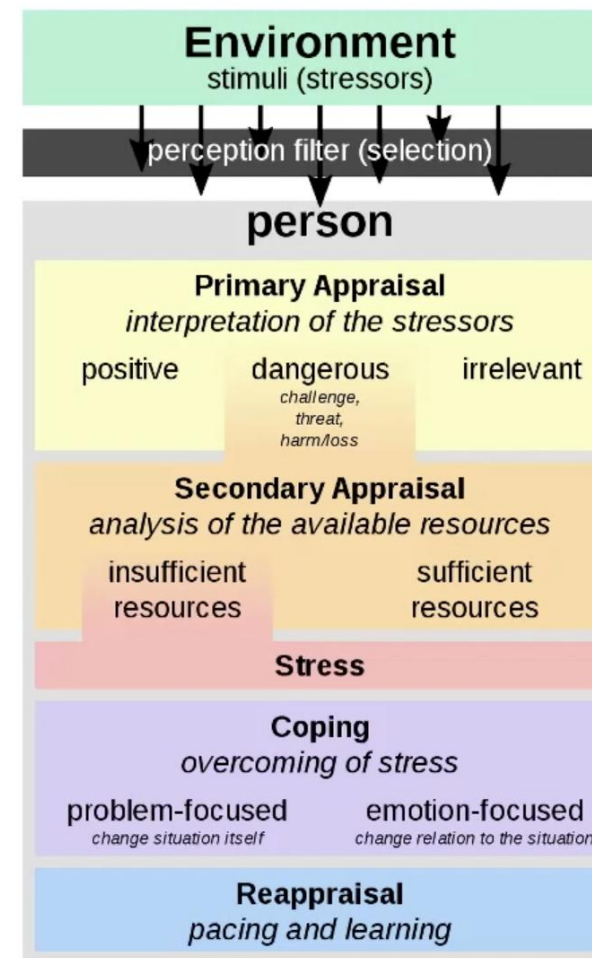 Environment
stimuli (stressors)
perception filter (selection)
person
Primary Appraisal
interpretation of the stressors
positive dangerous irrelevant
challenge,
threat,
harm/loss
Secondary Appraisal
analysis of the available resources
insufficient sufficient
resources resources
Stress
Coping
overcoming of stress
problem-focused emotion-focused
change situation itself change relation to the situation
Reappraisal
pacing and learning